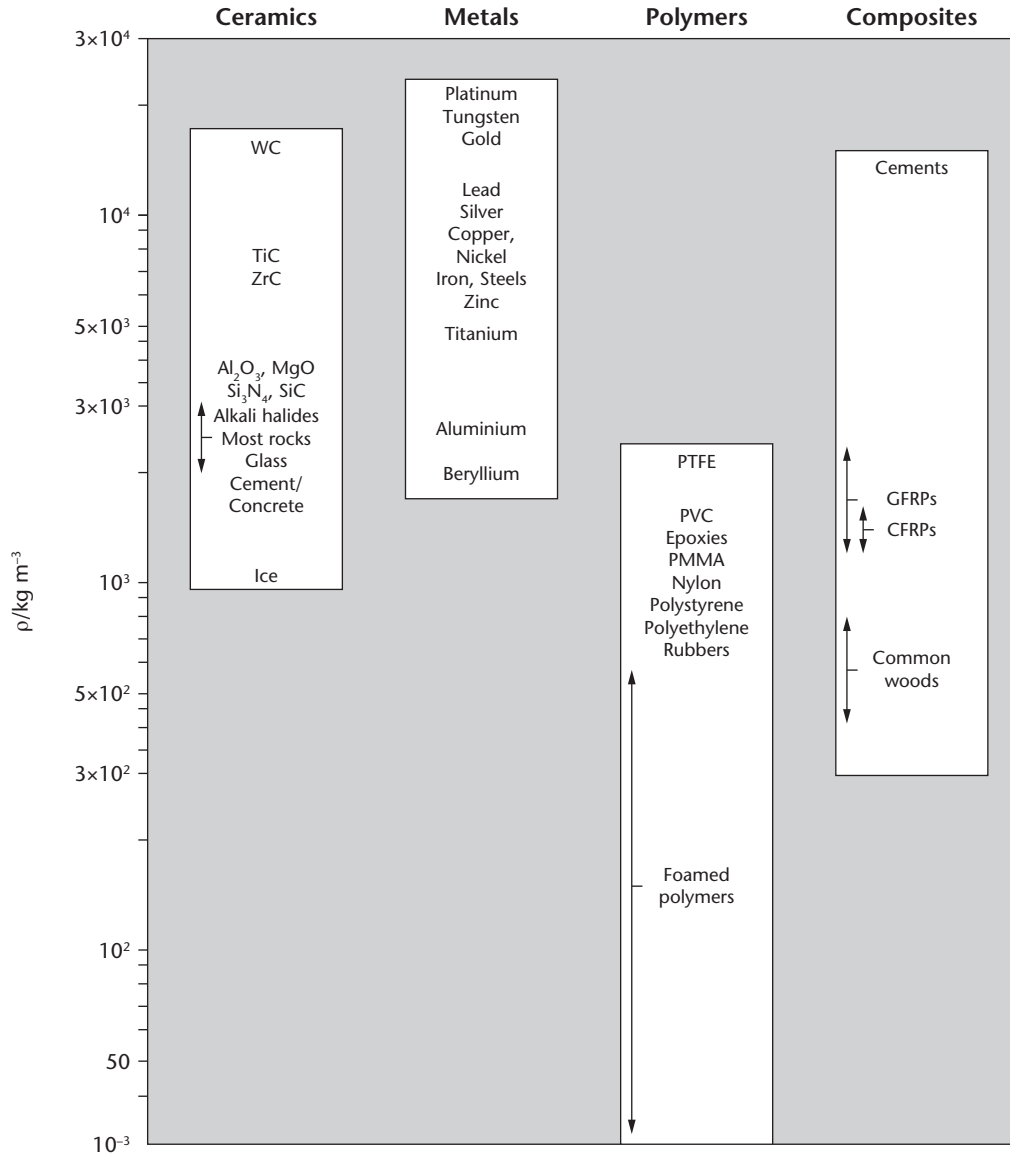 Ceramics
Metals
Polymers
Composites
ρ/kg m⁻³
3×10⁴
10⁴
5×10³
3×10³
10³
5×10²
3×10²
10²
50
10⁻³
WC
TiC
ZrC
Al₂O₃, MgO
Si₃N₄, SiC
Alkali halides
Most rocks
Glass
Cement/
Concrete
Ice
Platinum
Tungsten
Gold
Lead
Silver
Copper,
Nickel
Iron, Steels
Zinc
Titanium
Aluminium
Beryllium
PTFE
PVC
Epoxies
PMMA
Nylon
Polystyrene
Polyethylene
Rubbers
Foamed
polymers
Cements
GFRPs
CFRPs
Common
woods